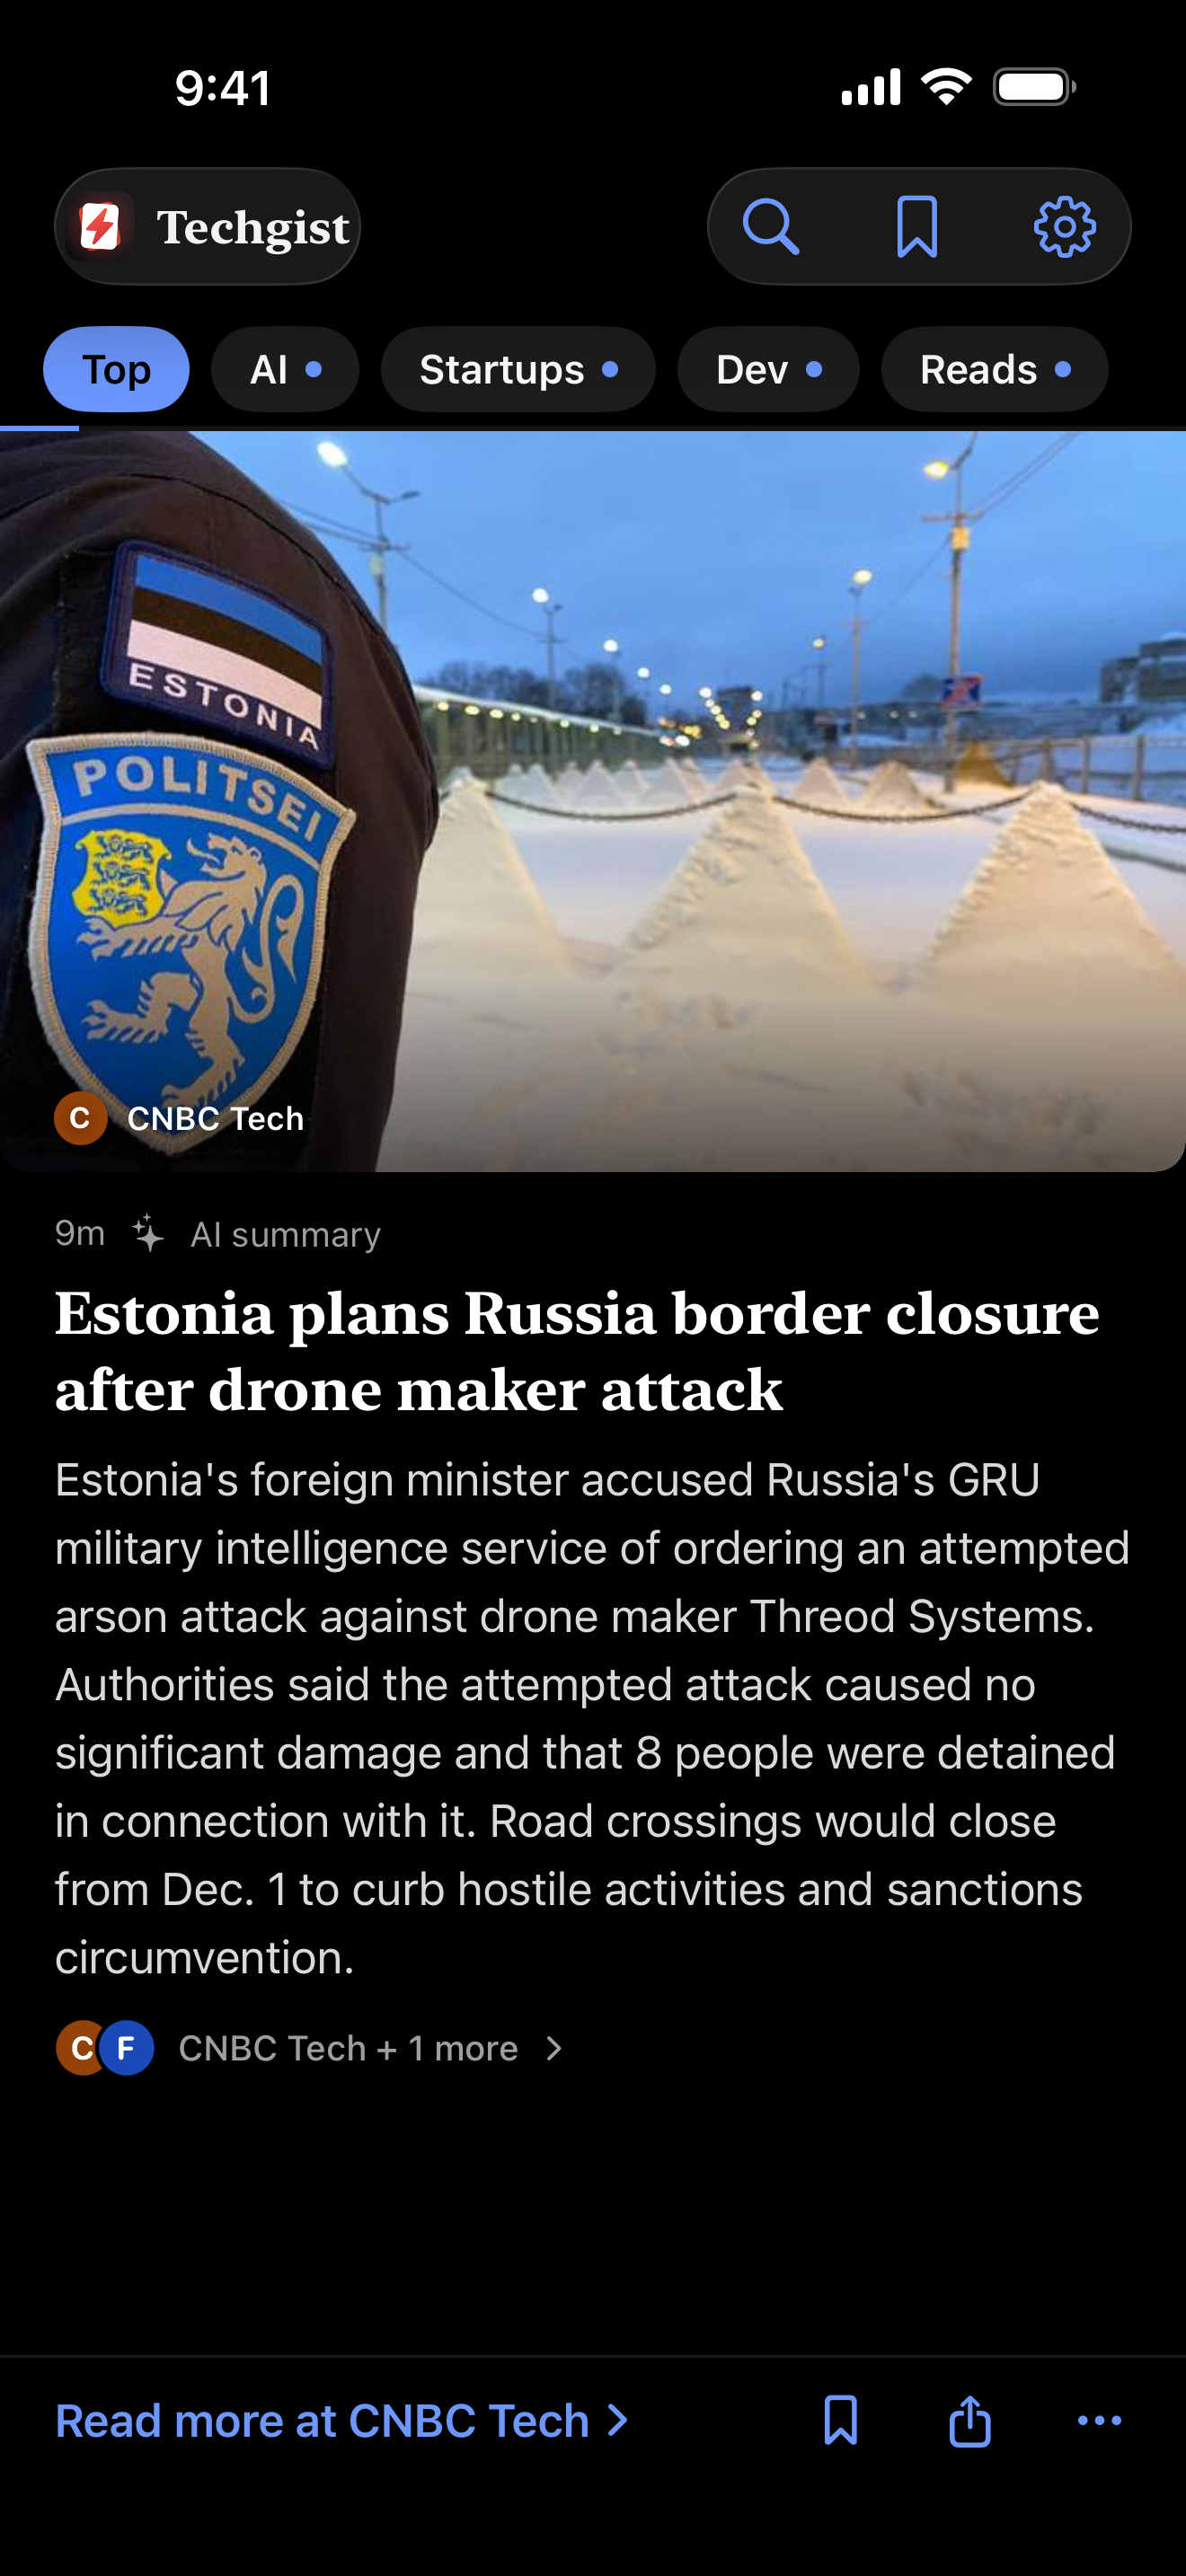 9:41
Techgist
Top
AI
Startups
Dev
Reads
ESTONIA
POLITSEI
C
CNBC Tech
9m
AI summary
Estonia plans Russia border closure
after drone maker attack
Estonia's foreign minister accused Russia's GRU
military intelligence service of ordering an attempted
arson attack against drone maker Threod Systems.
Authorities said the attempted attack caused no
significant damage and that 8 people were detained
in connection with it. Road crossings would close
from Dec. 1 to curb hostile activities and sanctions
circumvention.
C F CNBC Tech + 1 more
Read more at CNBC Tech